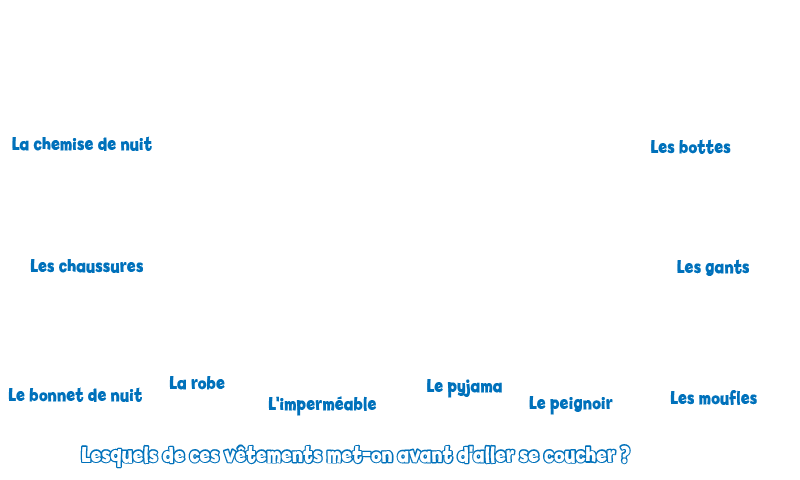 La chemise de nuit
Les bottes
Les chaussures
Les gants
Le bonnet de nuit
La robe
L'imperméable
Le pyjama
Le peignoir
Les moufles
Lesquels de ces vêtements met-on avant d'aller se coucher ?